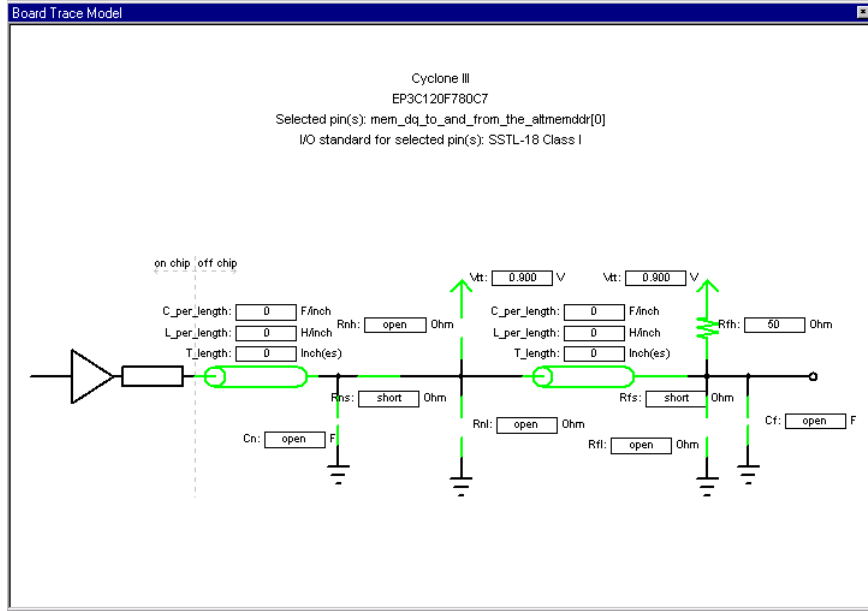 Board Trace Model
Cyclone III
EP3C120F780C7
Selected pin(s): mem_dq_to_and_from_the_altmemddr[0]
I/O standard for selected pin(s): SSTL-18 Class I
on chip off chip
Vtt: 0.900 V
Vtt: 0.900 V
C_per_length: 0 F/inch
L_per_length: 0 H/inch
T_length: 0 Inch(es)
Rnh: open Ohm
C_per_length: 0 F/inch
L_per_length: 0 H/inch
T_length: 0 Inch(es)
Rfh: 50 Ohm
Rns: short Ohm
Rfs: short Ohm
Cn: open F
Rnl: open Ohm
Rfl: open Ohm
Cf: open F